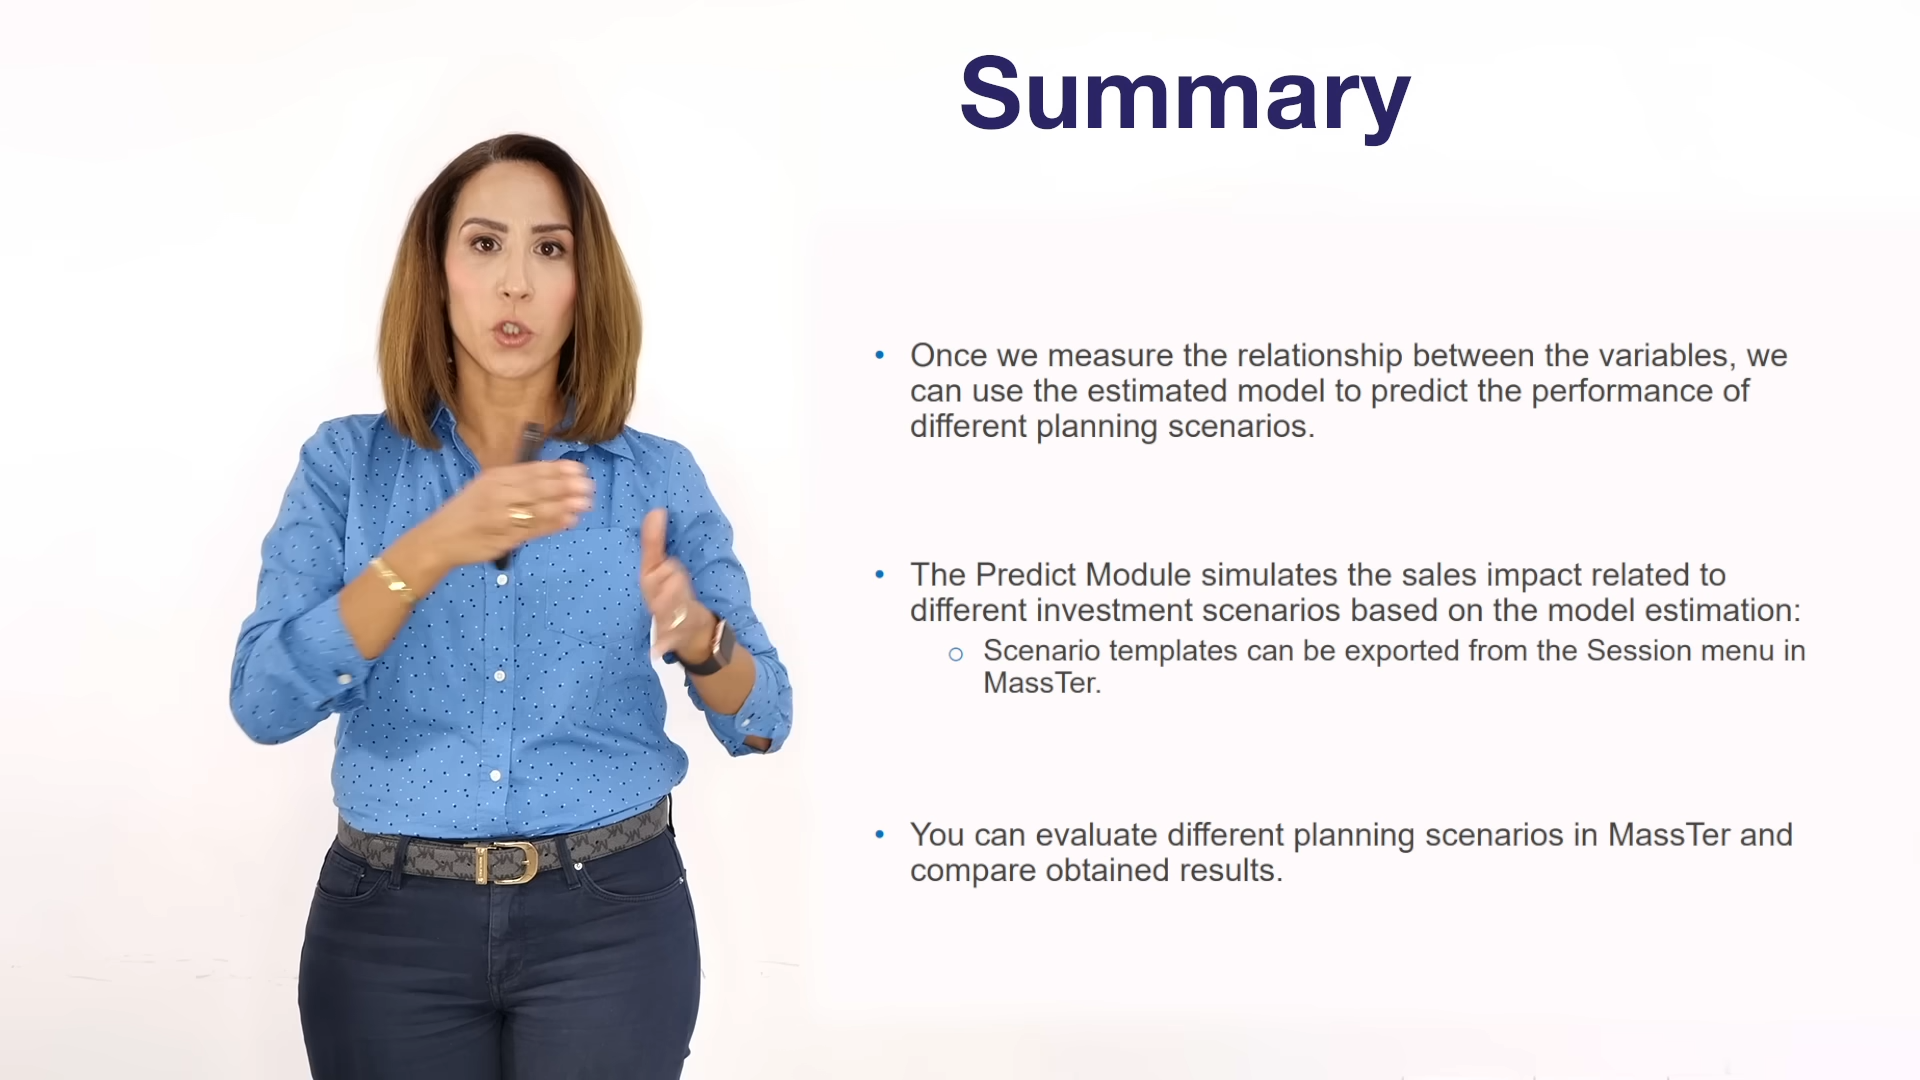 Summary
• Once we measure the relationship between the variables, we
can use the estimated model to predict the performance of
different planning scenarios.
• The Predict Module simulates the sales impact related to
different investment scenarios based on the model estimation:
o Scenario templates can be exported from the Session menu in
MassTer.
• You can evaluate different planning scenarios in MassTer and
compare obtained results.